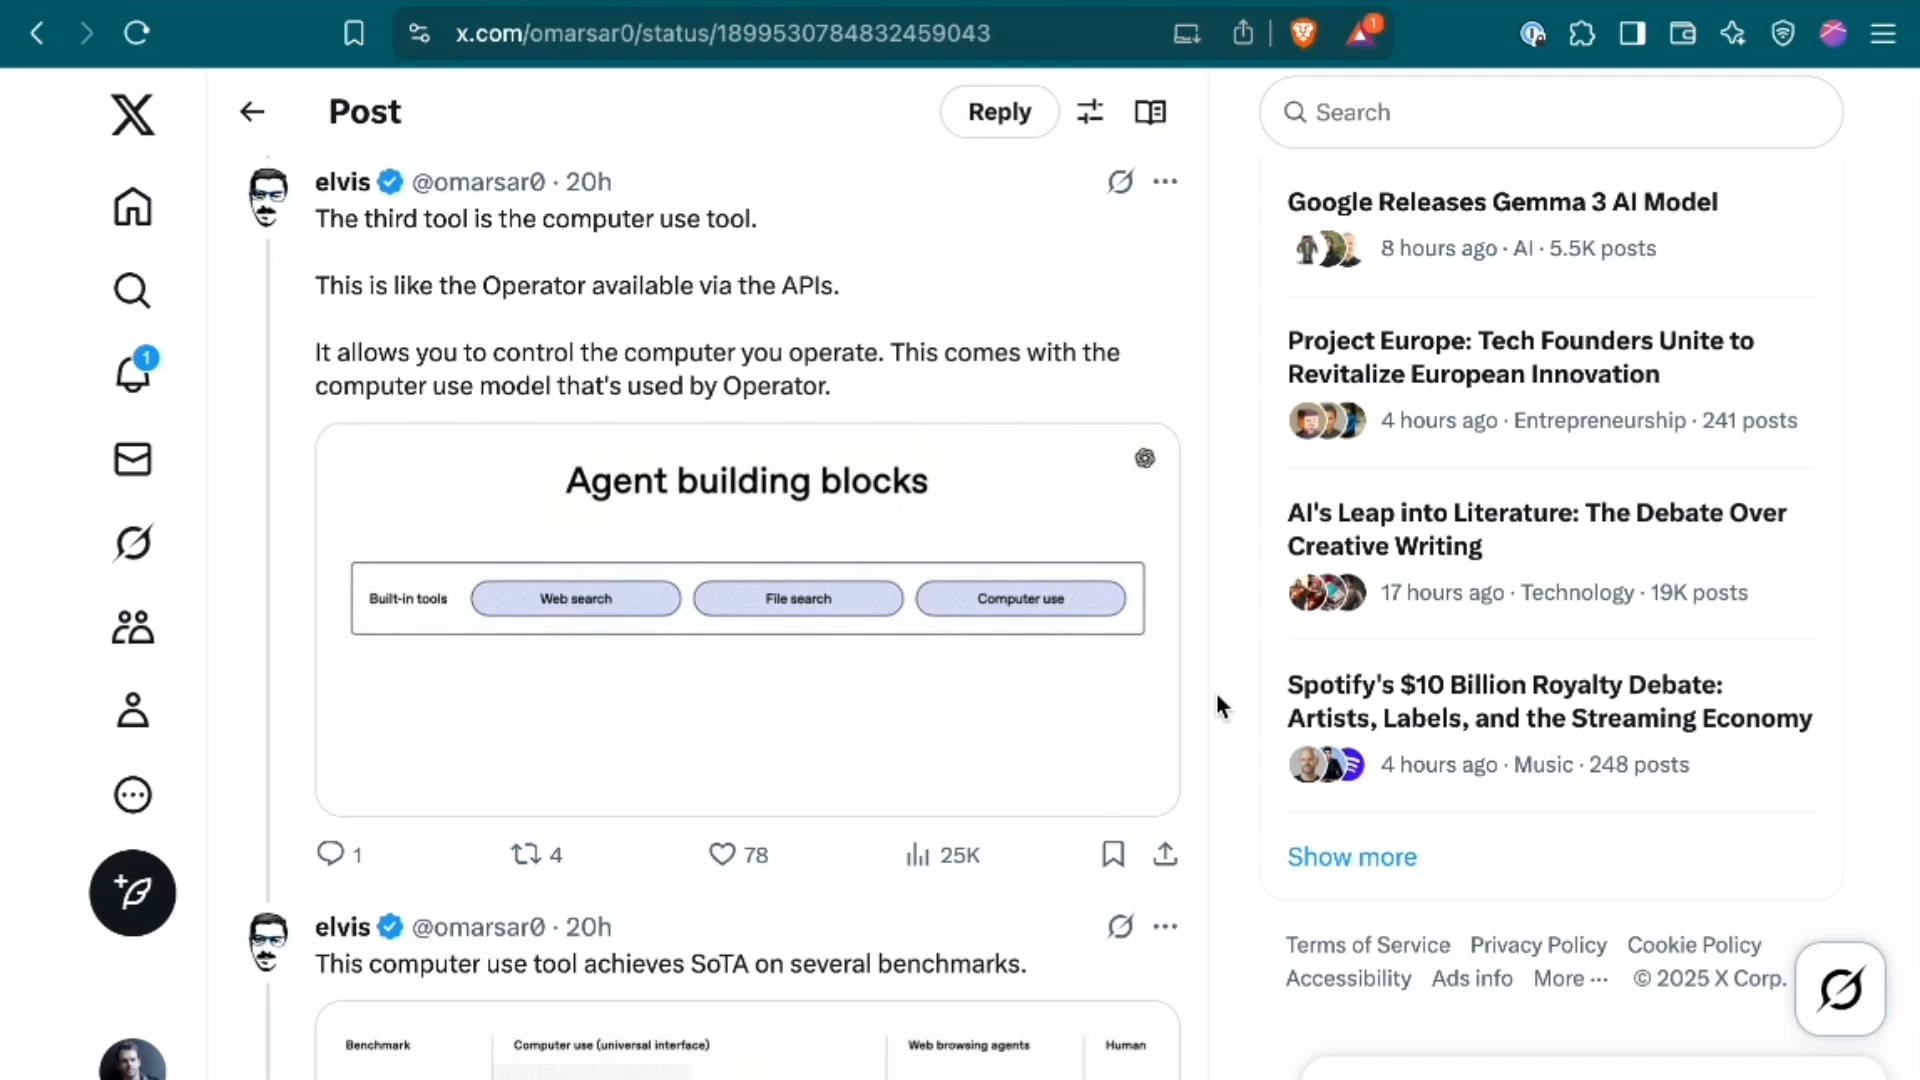 x.com/omarsar0/status/1899530784832459043
1
Post
Reply
Search
1
elvis @omarsar0 · 20h
The third tool is the computer use tool.
This is like the Operator available via the APIs.
It allows you to control the computer you operate. This comes with the
computer use model that's used by Operator.
Agent building blocks
Built-in tools Web search File search Computer use
1 4 78 25K
elvis @omarsar0 · 20h
This computer use tool achieves SoTA on several benchmarks.
Benchmark Computer use (universal interface) Web browsing agents Human
Google Releases Gemma 3 AI Model
8 hours ago · AI · 5.5K posts
Project Europe: Tech Founders Unite to
Revitalize European Innovation
4 hours ago · Entrepreneurship · 241 posts
AI's Leap into Literature: The Debate Over
Creative Writing
17 hours ago · Technology · 19K posts
Spotify's $10 Billion Royalty Debate:
Artists, Labels, and the Streaming Economy
4 hours ago · Music · 248 posts
Show more
Terms of Service Privacy Policy Cookie Policy
Accessibility Ads info More ··· © 2025 X Corp.